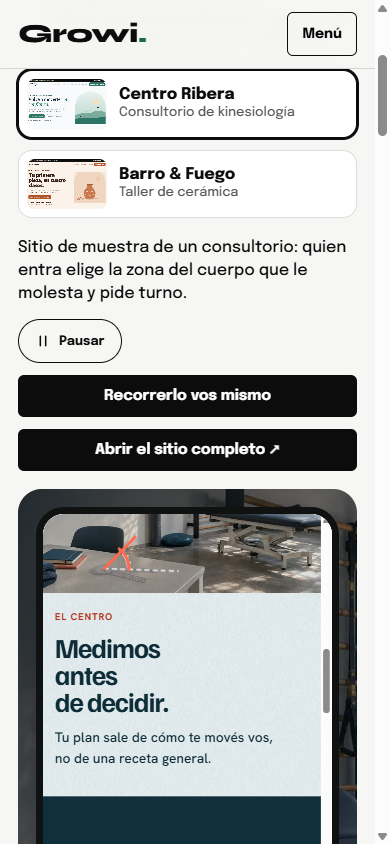 Growi.
Menú
Centro Ribera
Consultorio de kinesiología
Barro & Fuego
Taller de cerámica
Sitio de muestra de un consultorio: quien
entra elige la zona del cuerpo que le
molesta y pide turno.
Pausar
Recorrerlo vos mismo
Abrir el sitio completo ↗
EL CENTRO
Medimos
antes
de decidir.
Tu plan sale de cómo te movés vos,
no de una receta general.